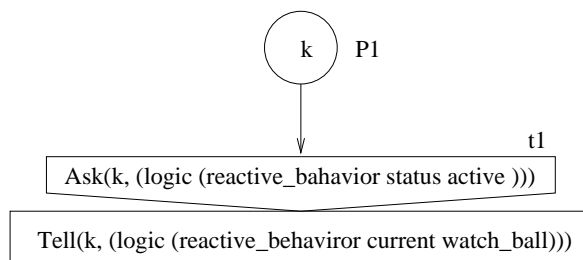 k P1
t1
Ask(k, (logic (reactive_bahavior status active )))
Tell(k, (logic (reactive_behaviror current watch_ball)))